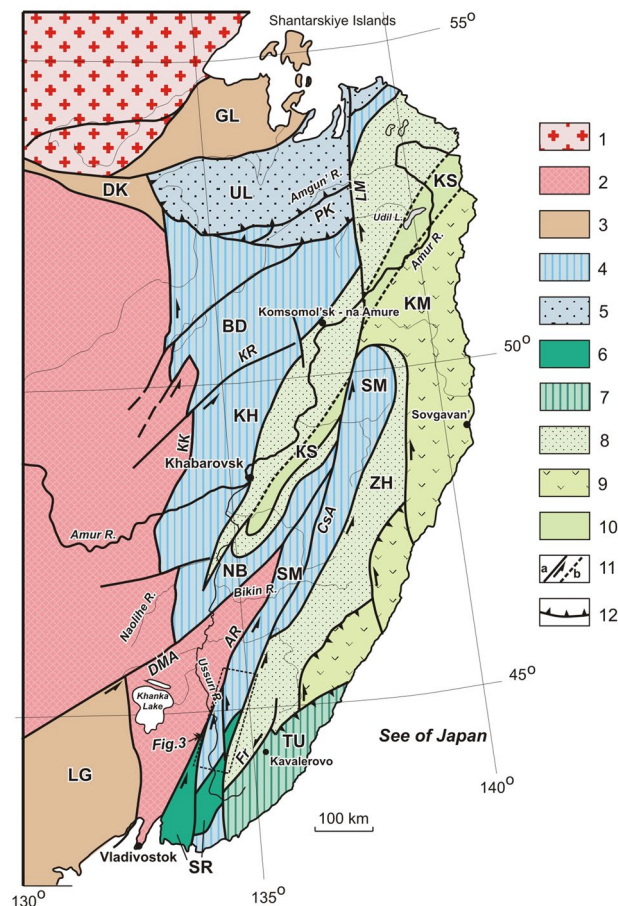 Shantarskiye Islands
55°
GL
DK
UL
Amgun' R.
PK
LM
KS
Udil L.
Amur R.
KM
Komsomol'sk - na Amure
BD
KR
50°
SM
Sovgavan'
KH
KK
Khabarovsk
KS
ZH
Amur R.
CsA
NB
SM
Bikin R.
Naolihe R.
AR
DMA
Ussuri R.
Khanka
Lake
45°
Fig.3
Fr
TU
See of Japan
LG
Kavalerovo
100 km
140°
Vladivostok
SR
130°
135°
1
2
3
4
5
6
7
8
9
10
a
b
11
12